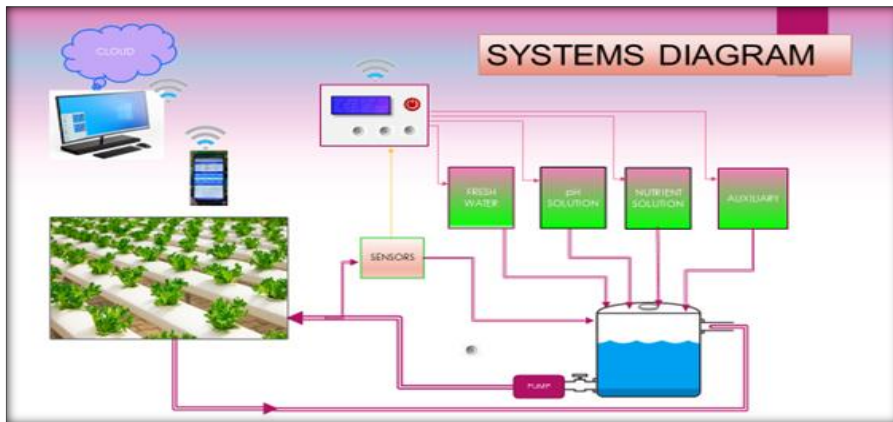 SYSTEMS DIAGRAM
CLOUD
FRESH
WATER
pH
SOLUTION
NUTRIENT
SOLUTION
AUXILIARY
SENSORS
PUMP